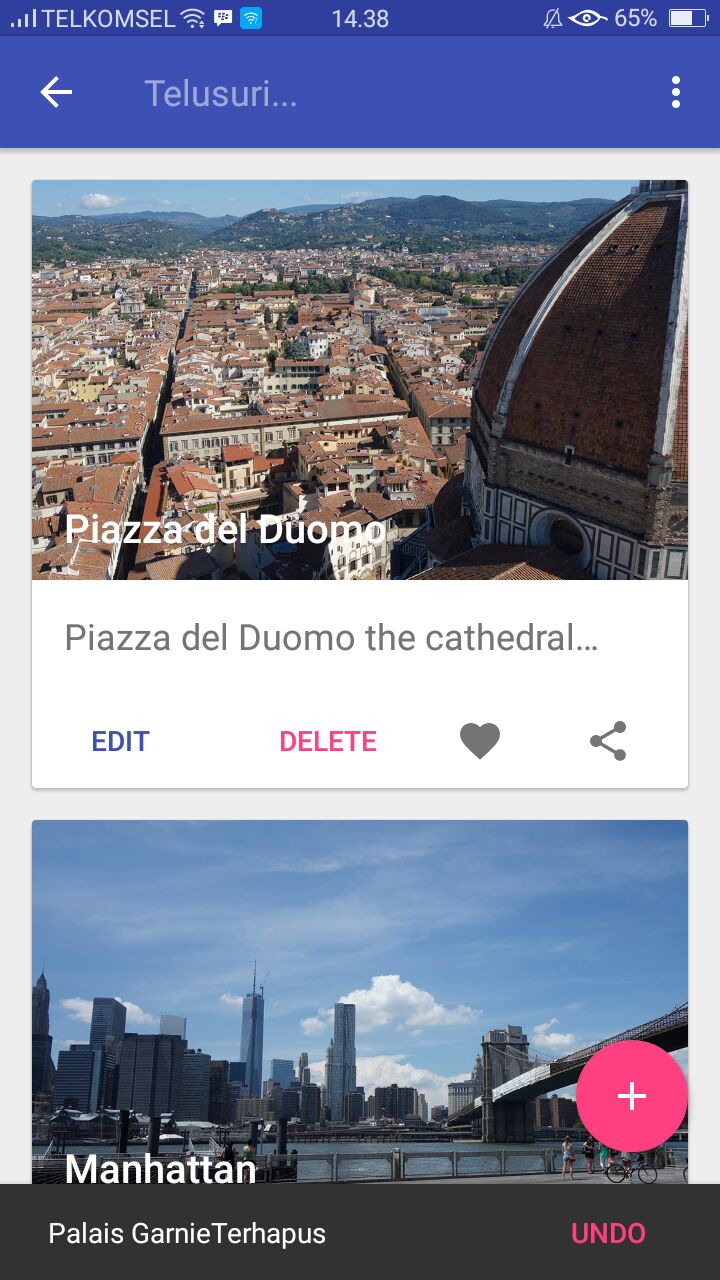 TELKOMSEL 14.38 65%
Telusuri...
Piazza del Duomo
Piazza del Duomo the cathedral…
EDIT DELETE
Manhattan
Palais GarnieTerhapus UNDO